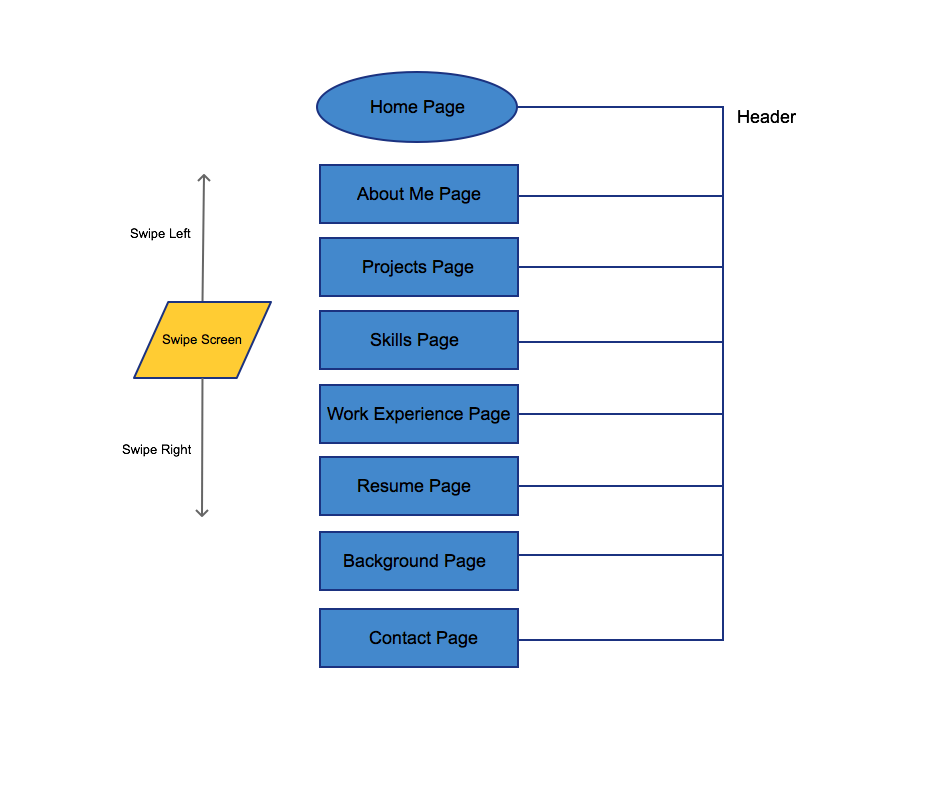 Home Page
Header
About Me Page
Swipe Left
Projects Page
Swipe Screen
Skills Page
Work Experience Page
Swipe Right
Resume Page
Background Page
Contact Page